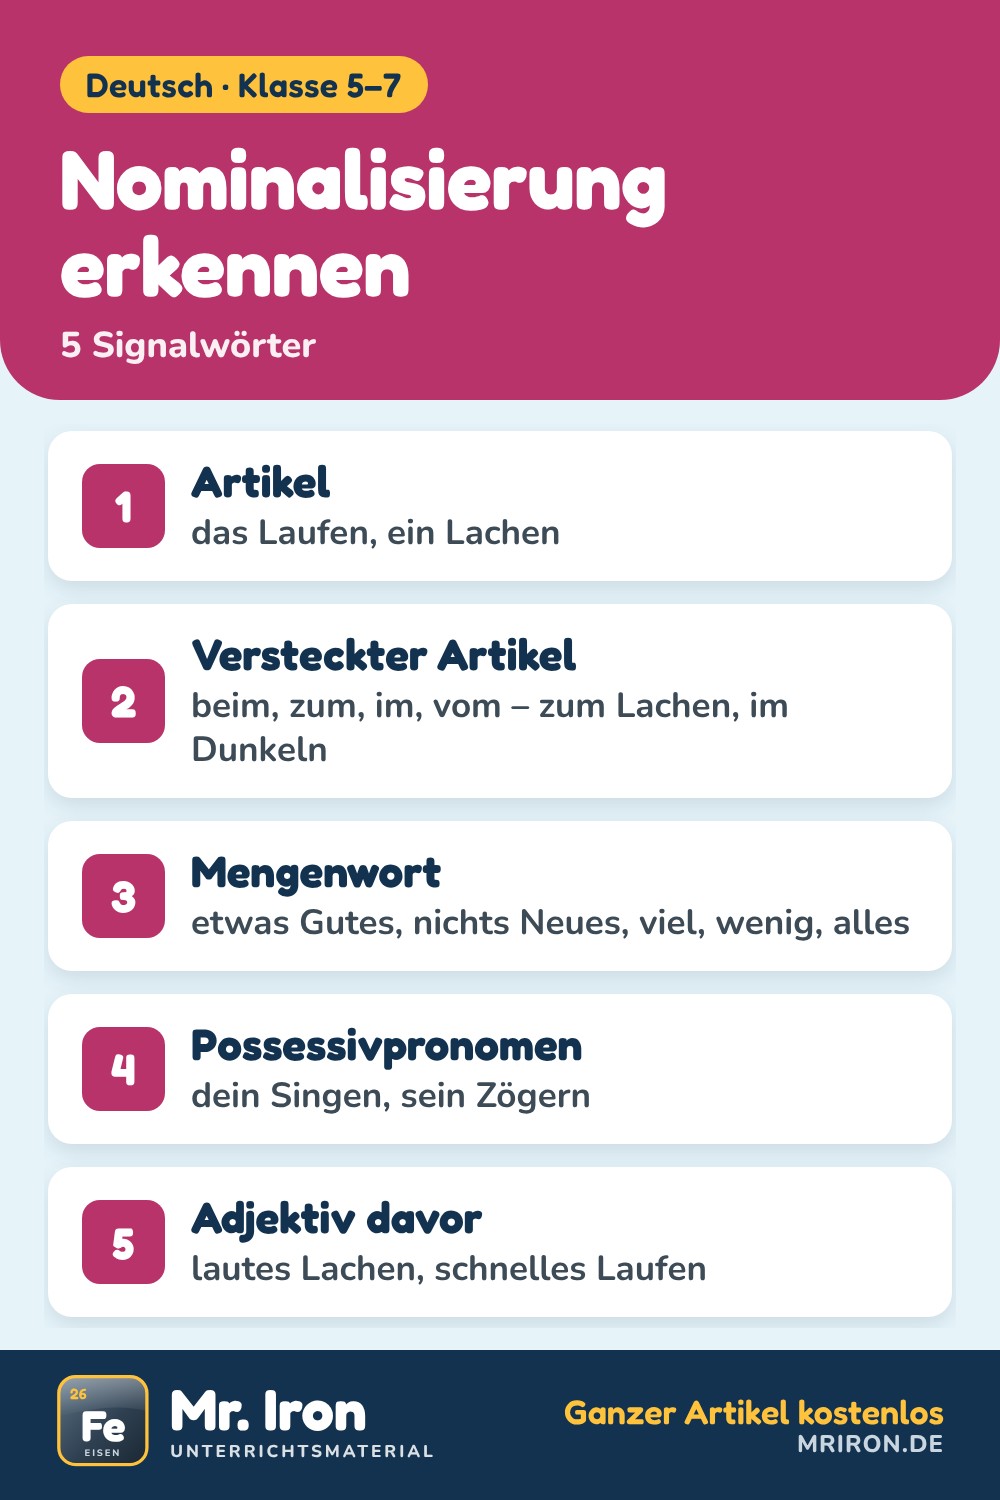 Deutsch · Klasse 5–7
Nominalisierung
erkennen
5 Signalwörter
1
Artikel
das Laufen, ein Lachen
2
Versteckter Artikel
beim, zum, im, vom – zum Lachen, im
Dunkeln
3
Mengenwort
etwas Gutes, nichts Neues, viel, wenig, alles
4
Possessivpronomen
dein Singen, sein Zögern
5
Adjektiv davor
lautes Lachen, schnelles Laufen
26
Fe
EISEN
Mr. Iron
UNTERRICHTSMATERIAL
Ganzer Artikel kostenlos
MRIRON.DE